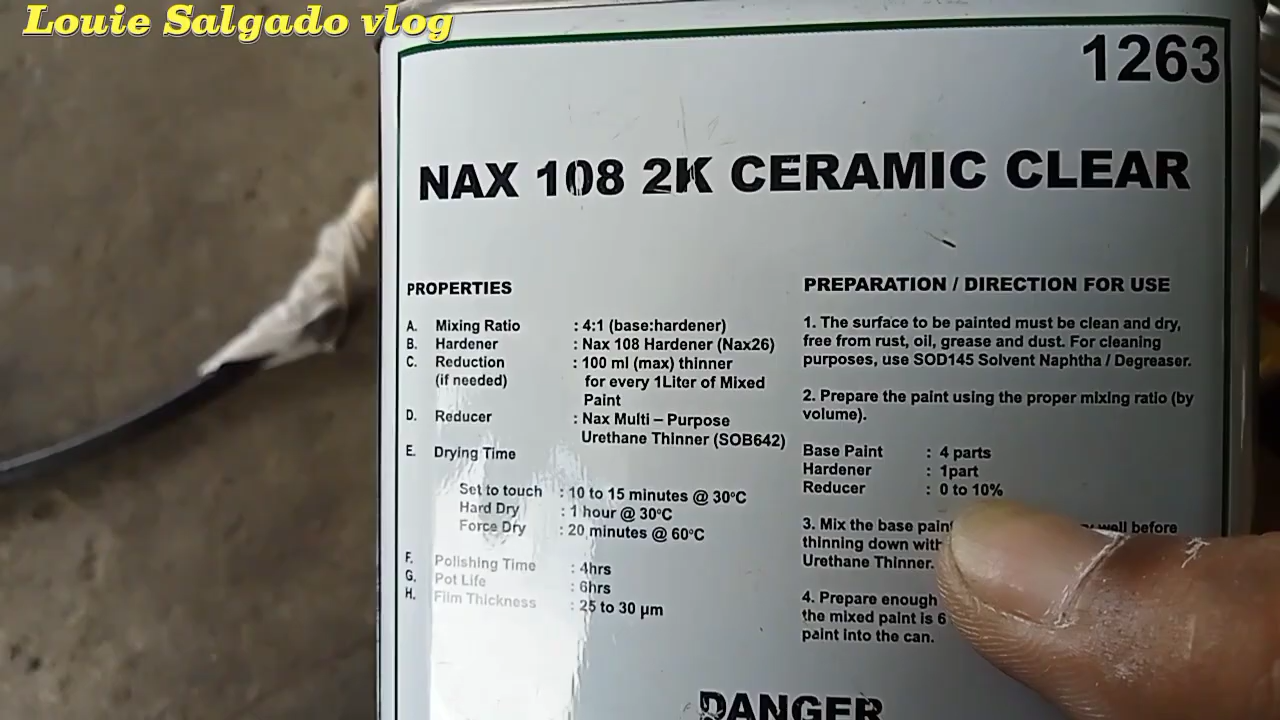 Louie Salgado vlog
1263
NAX 108 2K CERAMIC CLEAR
PROPERTIES
A. Mixing Ratio : 4:1 (base:hardener)
B. Hardener : Nax 108 Hardener (Nax26)
C. Reduction : 100 ml (max) thinner
(if needed) for every 1Liter of Mixed
Paint
D. Reducer : Nax Multi – Purpose
Urethane Thinner (SOB642)
E. Drying Time
Set to touch : 10 to 15 minutes @ 30°C
Hard Dry : 1 hour @ 30°C
Force Dry : 20 minutes @ 60°C
F. Polishing Time : 4hrs
G. Pot Life : 6hrs
H. Film Thickness : 25 to 30 µm
PREPARATION / DIRECTION FOR USE
1. The surface to be painted must be clean and dry,
free from rust, oil, grease and dust. For cleaning
purposes, use SOD145 Solvent Naphtha / Degreaser.
2. Prepare the paint using the proper mixing ratio (by
volume).
Base Paint : 4 parts
Hardener : 1part
Reducer : 0 to 10%
3. Mix the base paint well before
thinning down with
Urethane Thinner.
4. Prepare enough
the mixed paint is 6
paint into the can.
DANGER